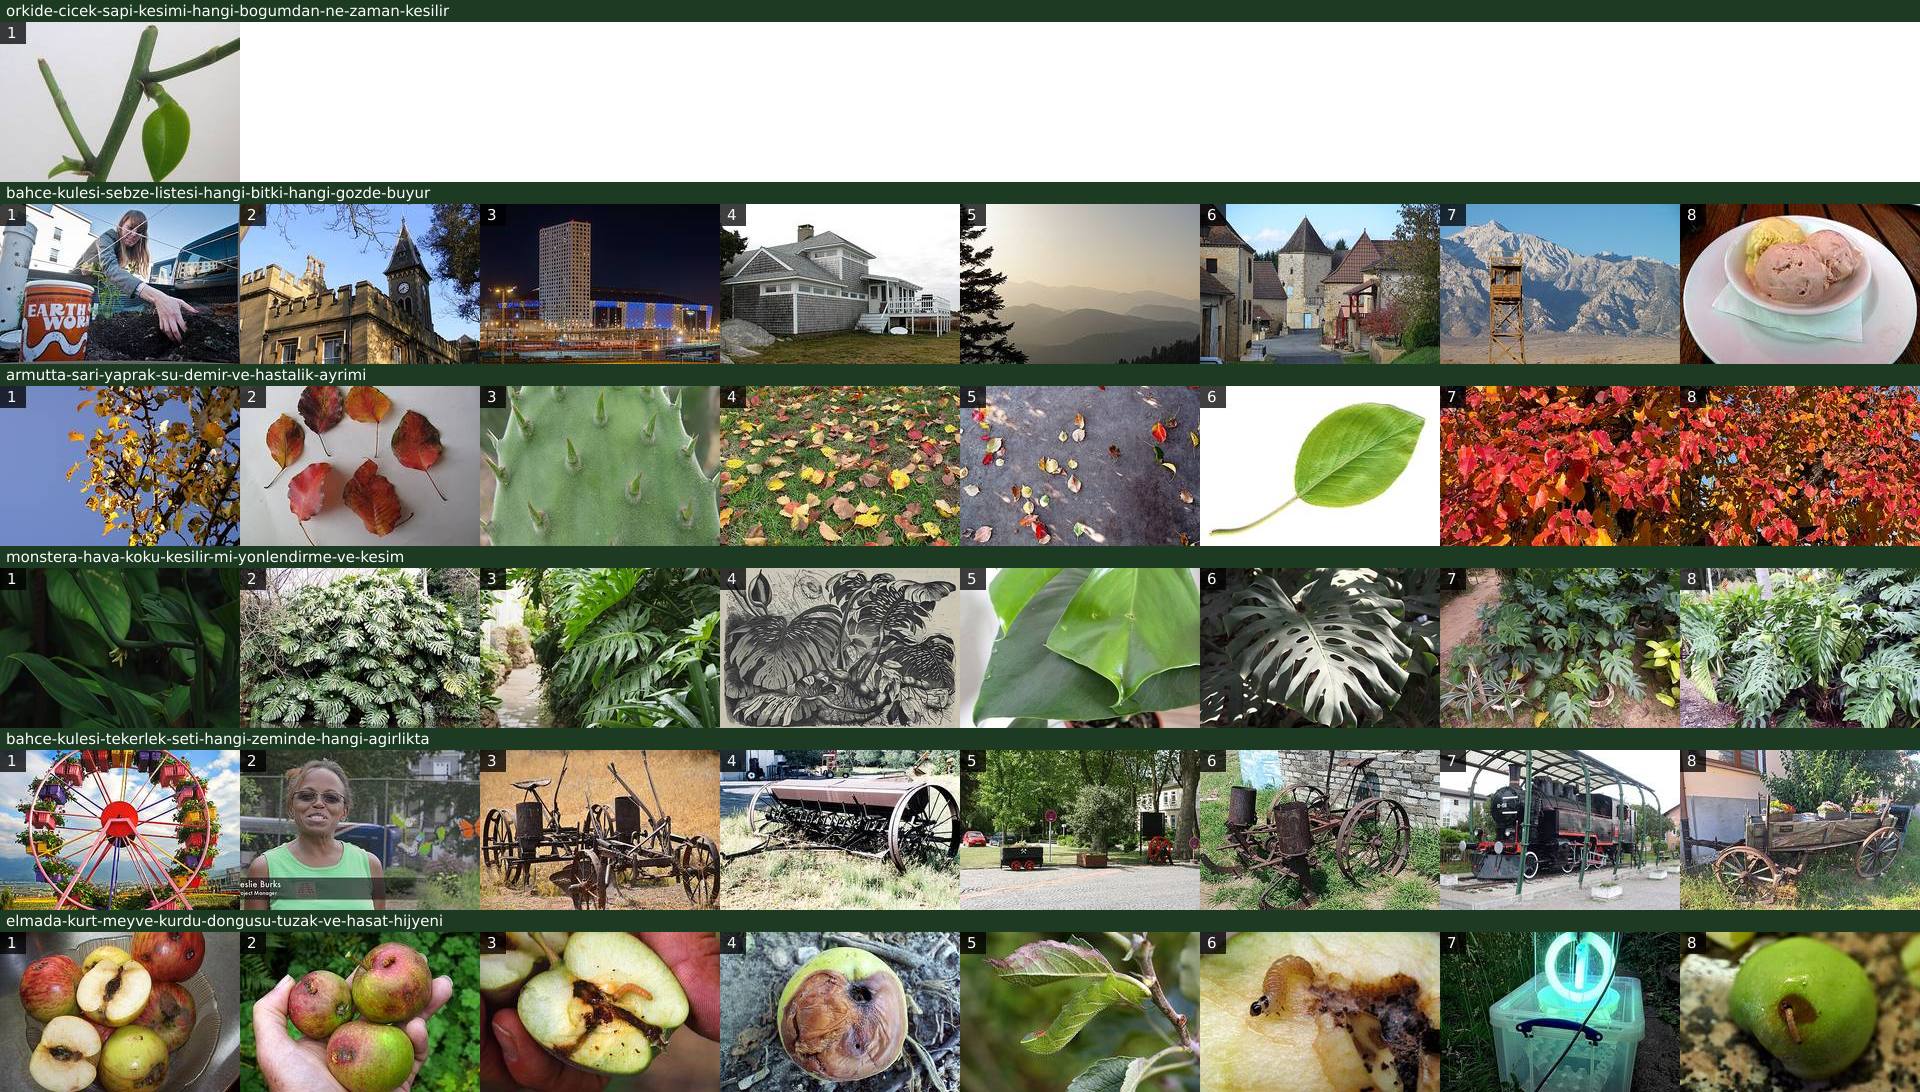 orkide-cicek-sapi-kesimi-hangi-bogumdan-ne-zaman-kesilir
1
bahce-kulesi-sebze-listesi-hangi-bitki-hangi-gozde-buyur
1 2 3 4 5 6 7 8
EARTH
WORM
armutta-sari-yaprak-su-demir-ve-hastalik-ayrimi
1 2 3 4 5 6 7 8
monstera-hava-koku-kesilir-mi-yonlendirme-ve-kesim
1 2 3 4 5 6 7 8
bahce-kulesi-tekerlek-seti-hangi-zeminde-hangi-agirlikta
1 2 3 4 5 6 7 8
eslie Burks
oject Manager
elmada-kurt-meyve-kurdu-dongusu-tuzak-ve-hasat-hijyeni
1 2 3 4 5 6 7 8